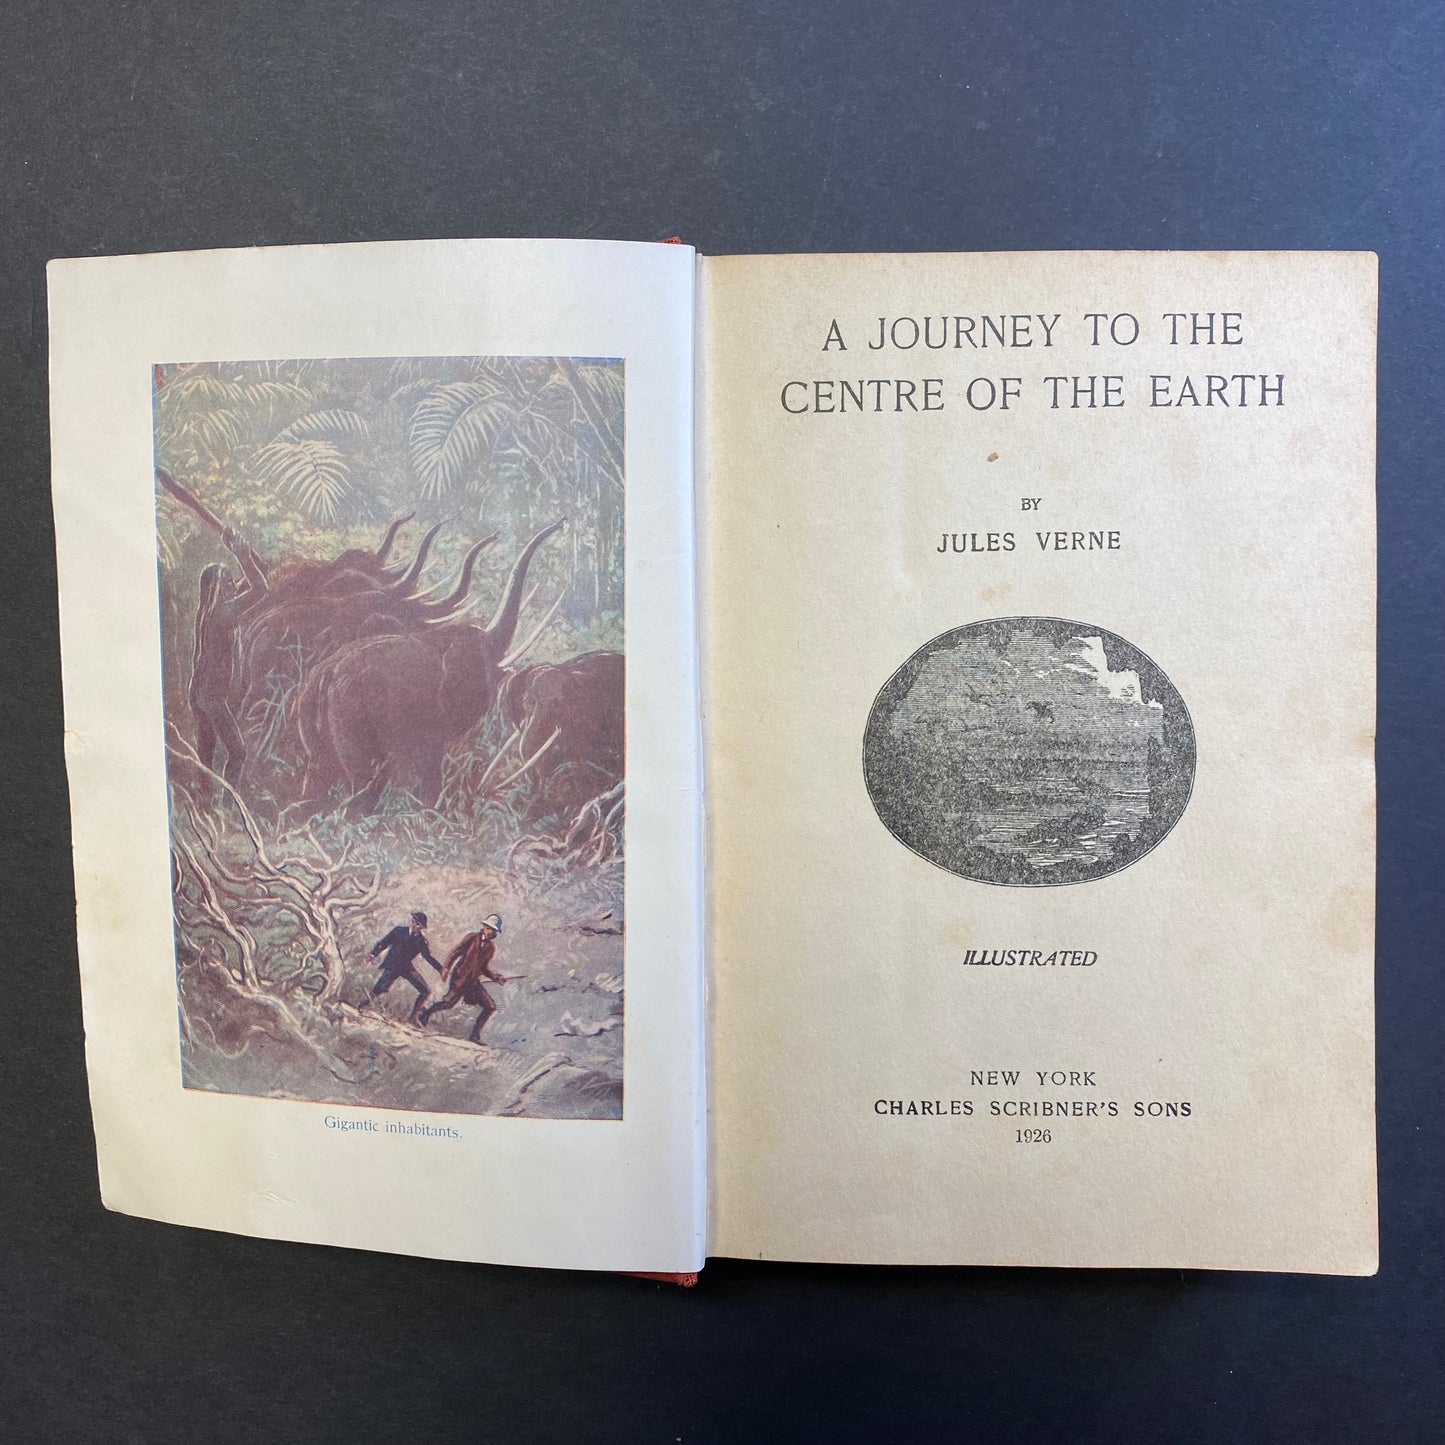 Gigantic inhabitants.
A JOURNEY TO THE
CENTRE OF THE EARTH
BY
JULES VERNE
ILLUSTRATED
NEW YORK
CHARLES SCRIBNER'S SONS
1926